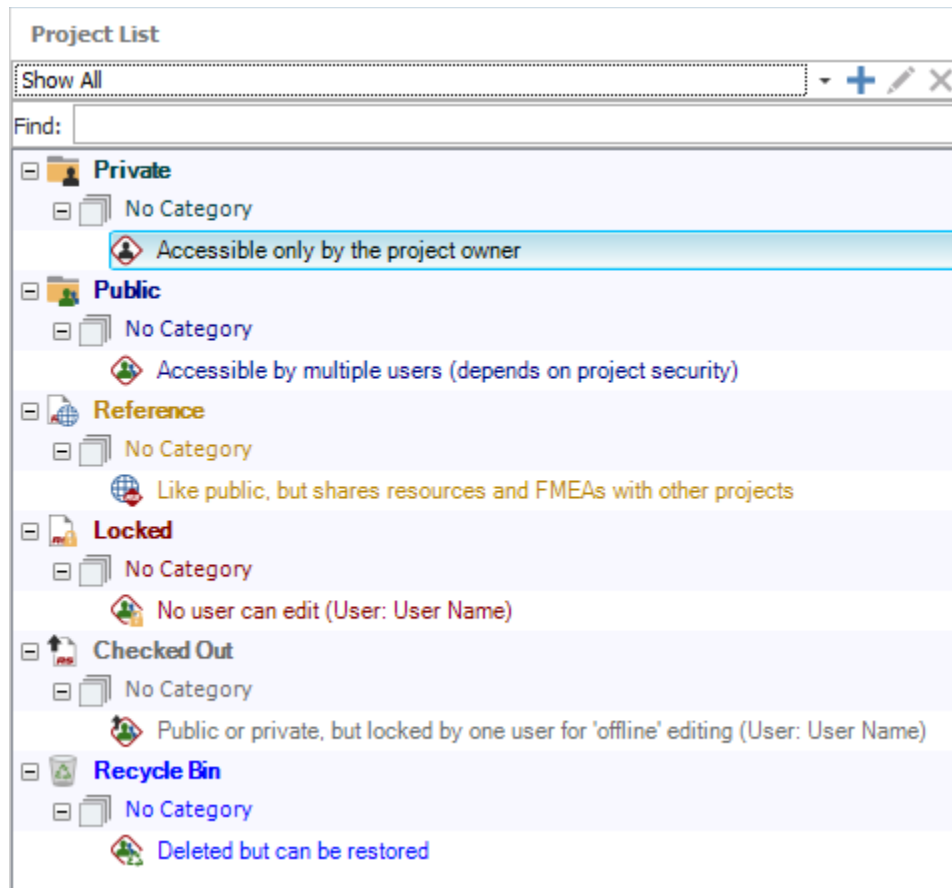 Project List
Show All
Find:
Private
No Category
Accessible only by the project owner
Public
No Category
Accessible by multiple users (depends on project security)
Reference
No Category
Like public, but shares resources and FMEAs with other projects
Locked
No Category
No user can edit (User: User Name)
Checked Out
No Category
Public or private, but locked by one user for 'offline' editing (User: User Name)
Recycle Bin
No Category
Deleted but can be restored